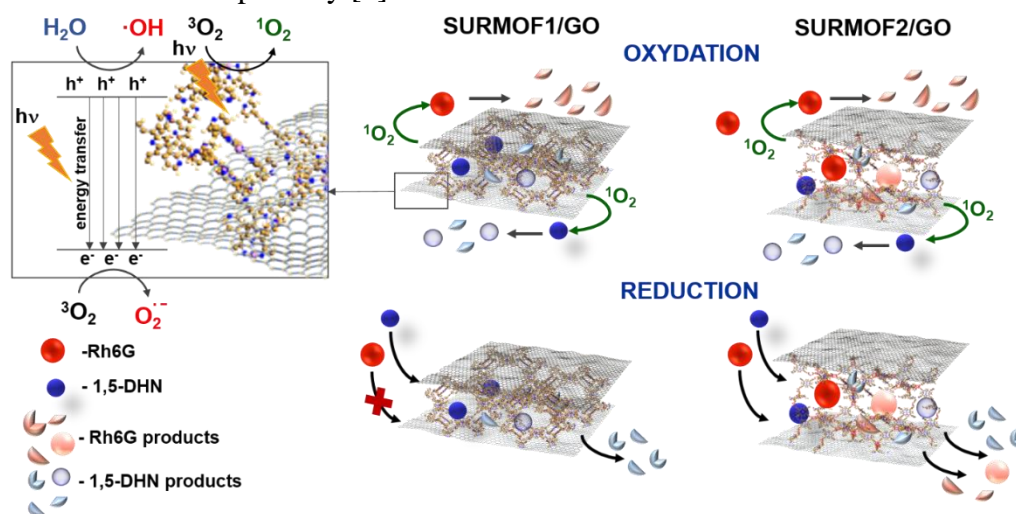 SURMOF1/GO
SURMOF2/GO
OXYDATION
H₂O
·OH
³O₂
¹O₂
hν
h⁺ h⁺ h⁺ h⁺
hν
energy transfer
e⁻ e⁻ e⁻ e⁻
³O₂
O₂˙⁻
¹O₂
¹O₂
¹O₂
¹O₂
REDUCTION
-Rh6G
- 1,5-DHN
- Rh6G products
- 1,5-DHN products